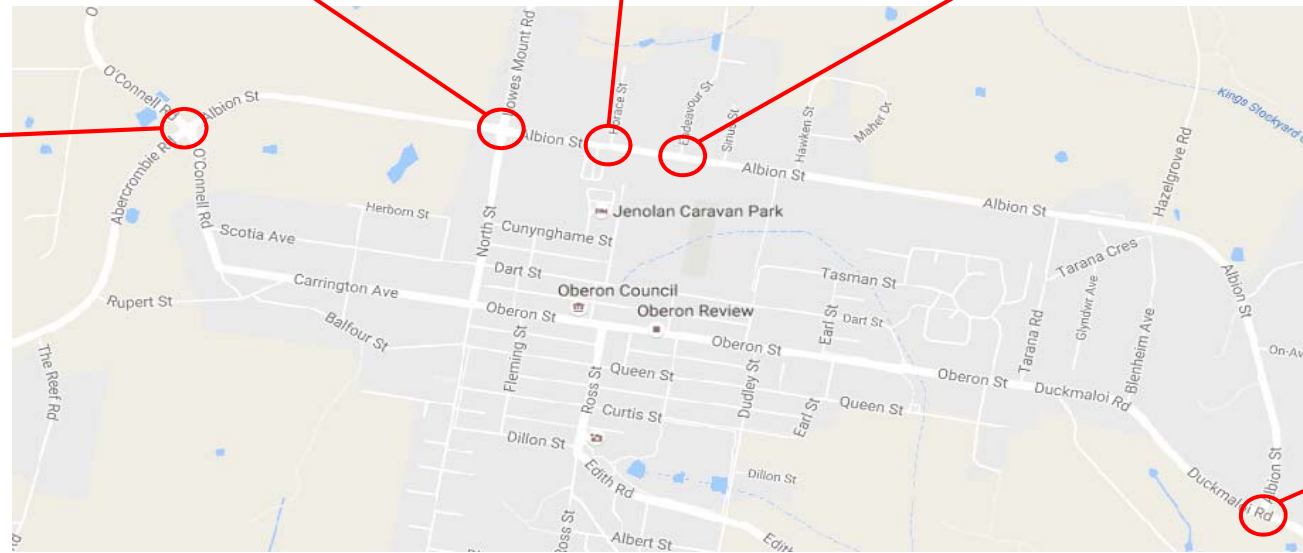 O'Connell Rd
Albion St
Abercrombie Rd
O'Connell Rd
Lowes Mount Rd
Albion St
Horace St
Endeavour St
Sirius St
Hawken St
Maher Dr
Albion St
Albion St
Hazelgrove Rd
Kings Stockyard
Herborn St
Scotia Ave
North St
Jenolan Caravan Park
Cunynghame St
Tarana Cres
Albion St
Dart St
Tasman St
Carrington Ave
Oberon Council
Oberon Review
Rupert St
Oberon St
Dart St
Earl St
Glyndwr Ave
Balfour St
Fleming St
Oberon St
Tarana Rd
Blenheim Ave
On-Av
The Reef Rd
Ross St
Queen St
Dudley St
Oberon St
Duckmaloi Rd
Curtis St
Earl St
Queen St
Dillon St
Edith Rd
Dillon St
Albion St
Duckmaloi Rd
Ross St
Albert St
Edith